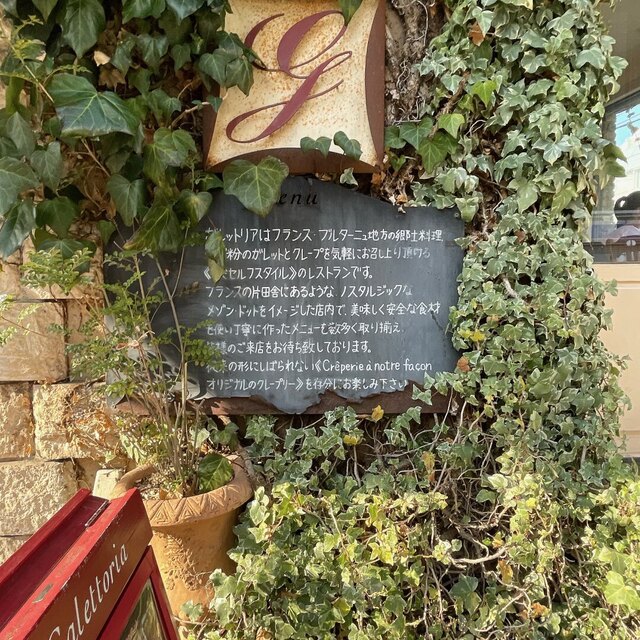 G
enu
レットリアはフランス・ブルターニュ地方の郷土料理
粉のガレットとクレープを気軽にお召し上り頂ける
セルフスタイル》のレストランです。
フランスの片田舎にあるような ノスタルジックな
メゾン・ドットをイメージした店内で、美味しく安全な食材
を使い丁寧に作ったメニューを数多く取り揃え、
様のご来店をお待ち致しております。
の形にしばられない《Crêperie à notre façon
オリジナルのクレープリー》を存分にお楽しみ下さい
Galettoria